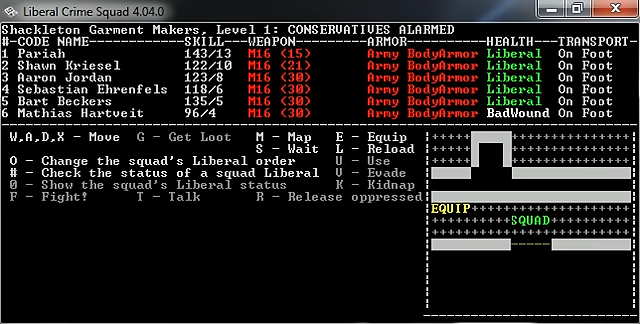 Liberal Crime Squad 4.04.0
Shackleton Garment Makers, Level 1: CONSERVATIVES ALARMED
#-CODE NAME------------SKILL---WEAPON---------ARMOR---------HEALTH---TRANSPORT-
1 Pariah 143/13 M16 (15) Army BodyArmor Liberal On Foot
2 Shawn Kriesel 122/10 M16 (21) Army BodyArmor Liberal On Foot
3 Aaron Jordan 123/8 M16 (30) Army BodyArmor Liberal On Foot
4 Sebastian Ehrenfels 118/6 M16 (30) Army BodyArmor Liberal On Foot
5 Bart Beckers 135/5 M16 (30) Army BodyArmor Liberal On Foot
6 Mathias Hartveit 96/4 M16 (30) Army BodyArmor BadWound On Foot
W,A,D,X - Move G - Get Loot M - Map E - Equip
S - Wait L - Reload
O - Change the squad's Liberal order U - Use
# - Check the status of a squad Liberal V - Evade
0 - Show the squad's Liberal status K - Kidnap
F - Fight! T - Talk R - Release oppressed
EQUIP
SQUAD